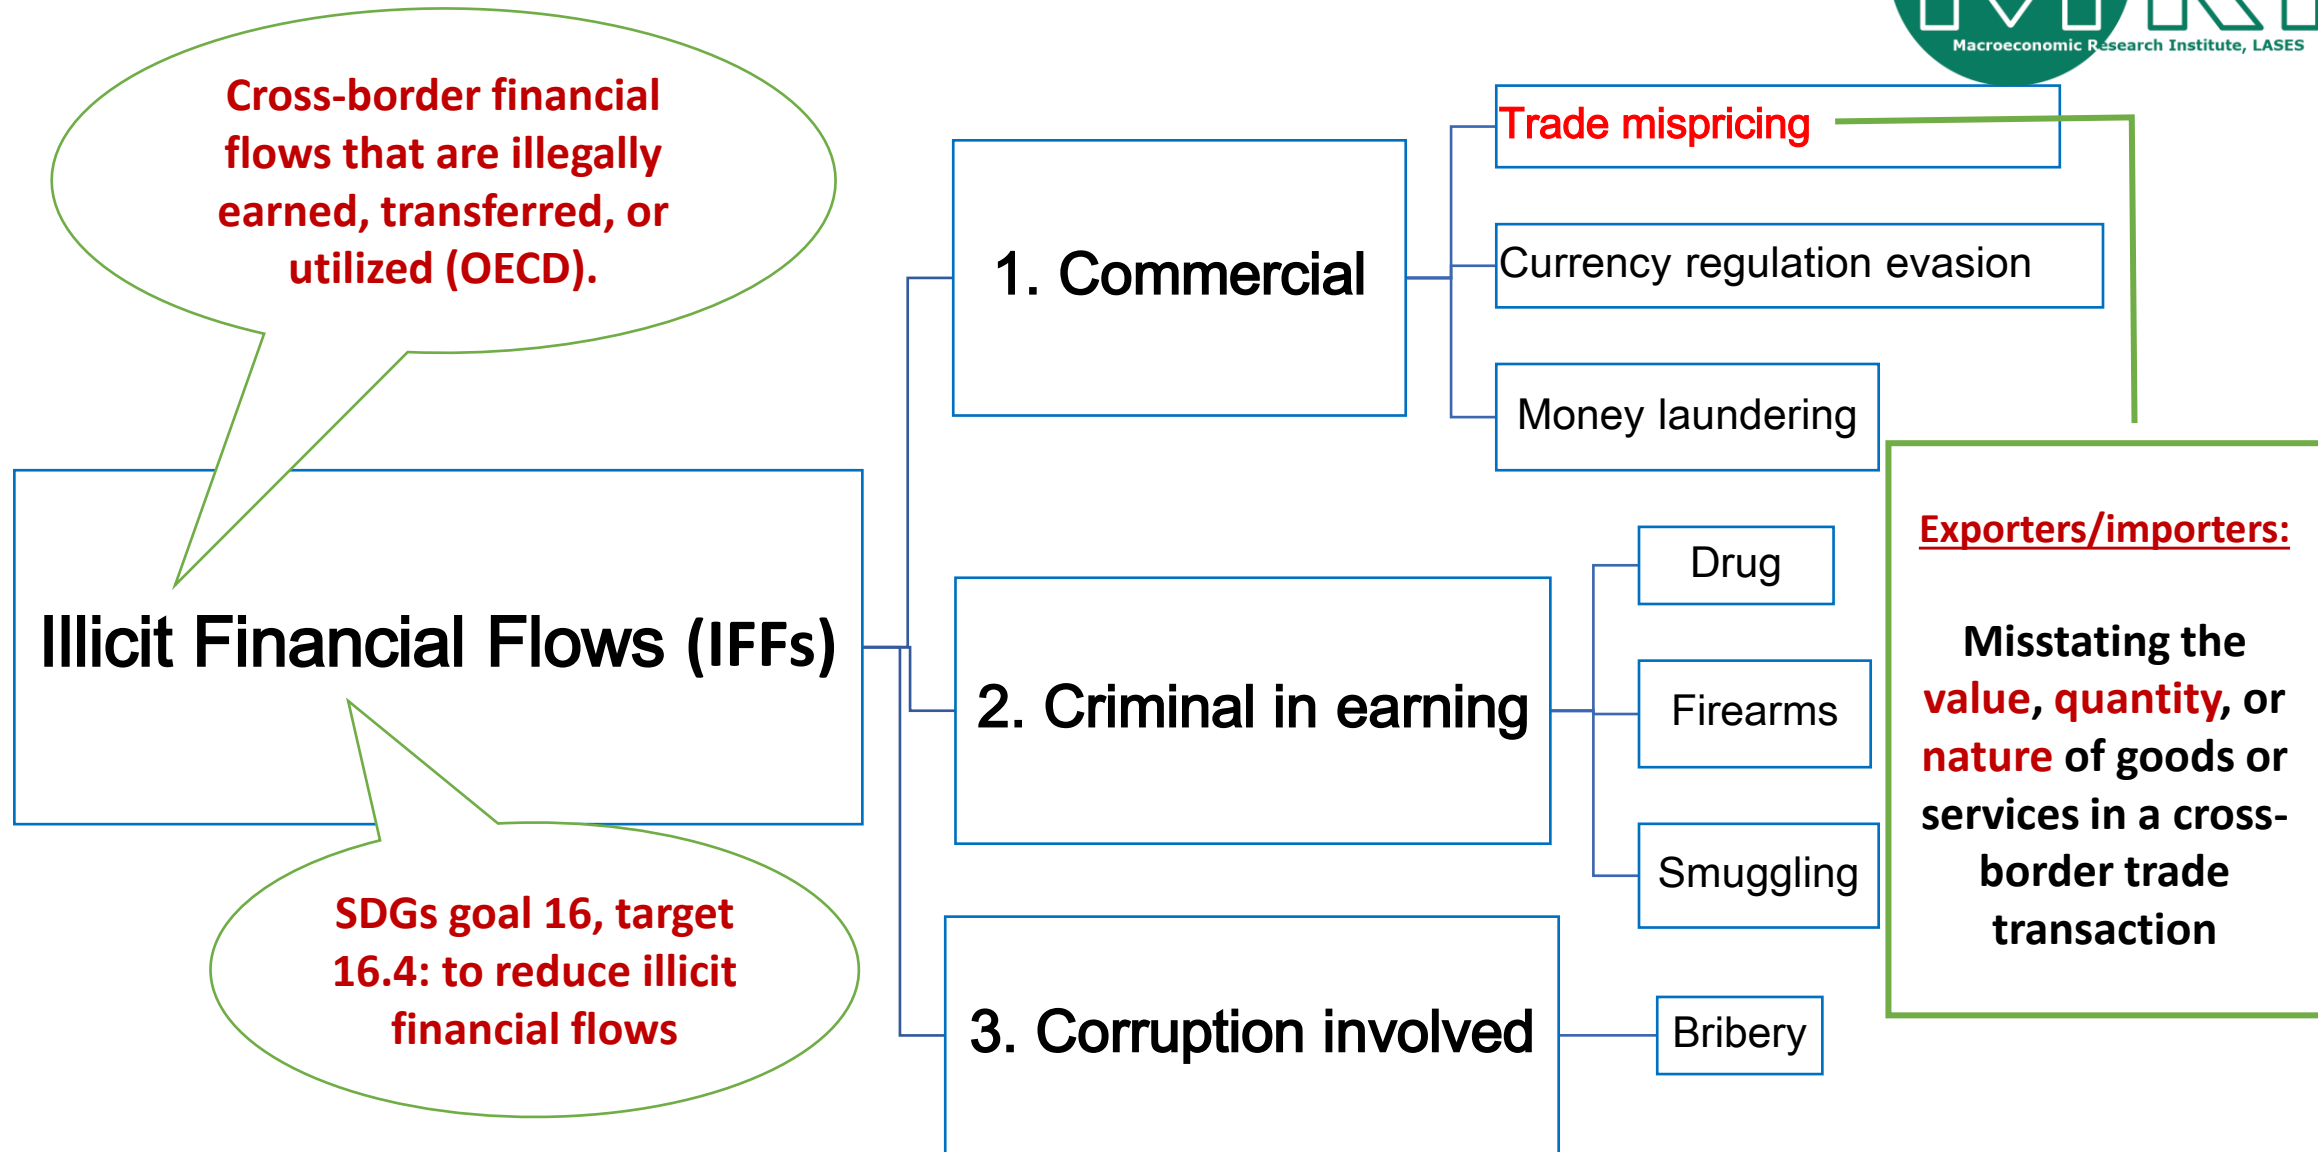 MRI
Macroeconomic Research Institute, LASES
Cross-border financial
flows that are illegally
earned, transferred, or
utilized (OECD).
Illicit Financial Flows (IFFs)
SDGs goal 16, target
16.4: to reduce illicit
financial flows
1. Commercial
Trade mispricing
Currency regulation evasion
Money laundering
2. Criminal in earning
Drug
Firearms
Smuggling
3. Corruption involved
Bribery
Exporters/importers:
Misstating the
value, quantity, or
nature of goods or
services in a cross-
border trade
transaction